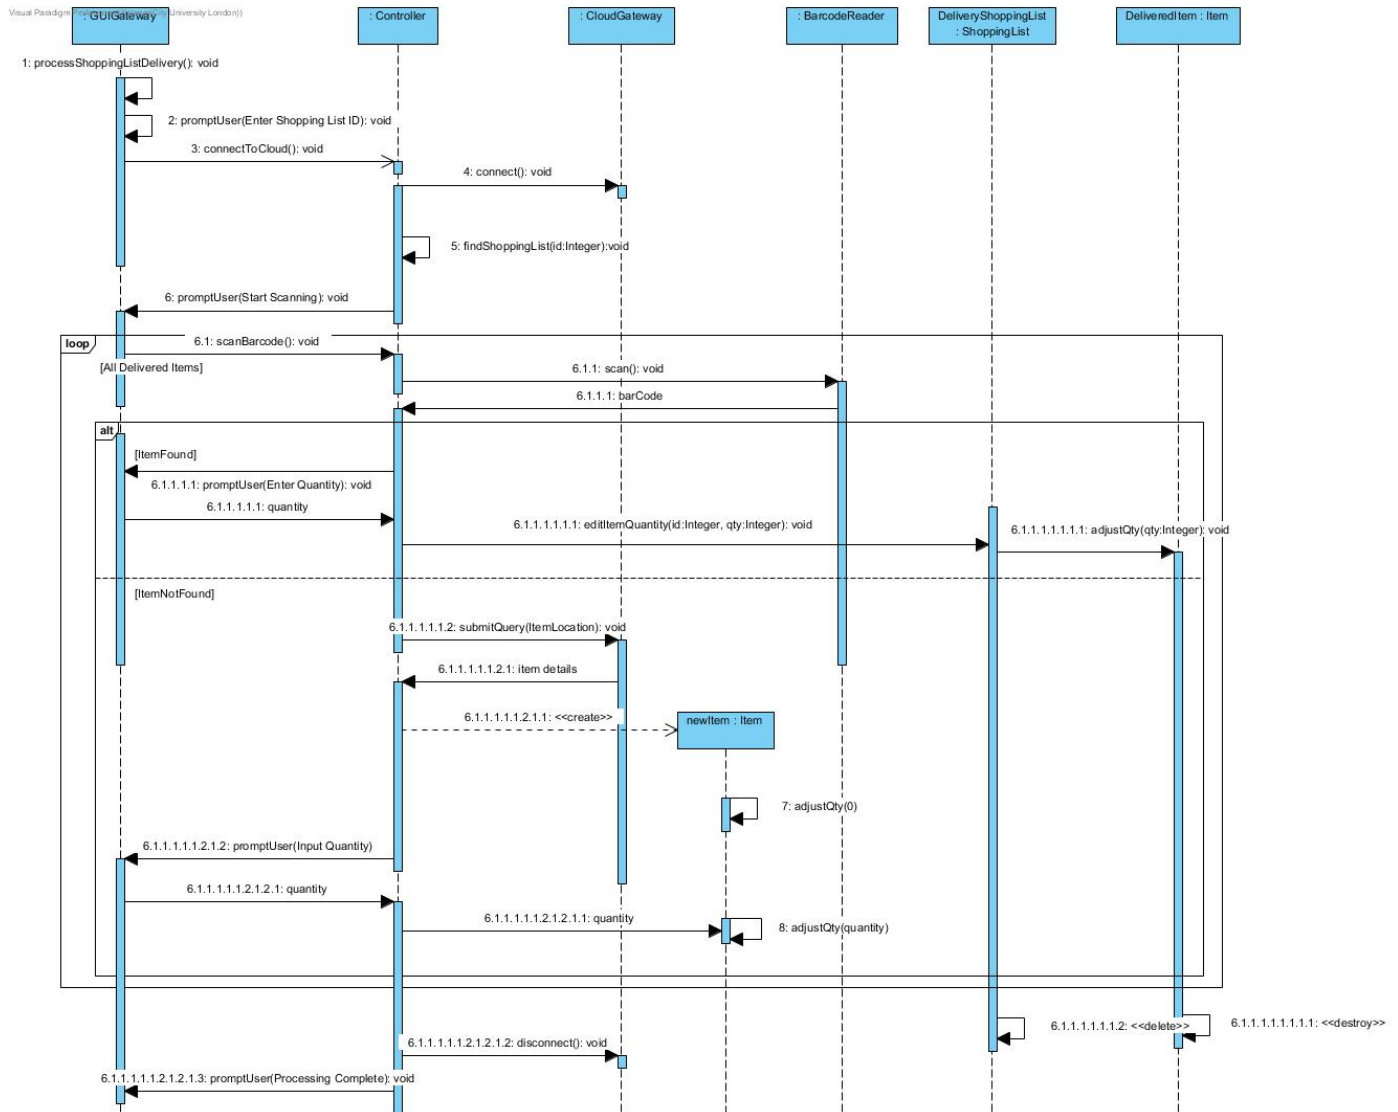 : GUIGateway
: Controller
: CloudGateway
: BarcodeReader
DeliveryShoppingList
: ShoppingList
DeliveredItem : Item
1: processShoppingListDelivery(): void
2: promptUser(Enter Shopping List ID): void
3: connectToCloud(): void
4: connect(): void
5: findShoppingList(id:Integer):void
6: promptUser(Start Scanning): void
loop
6.1: scanBarcode(): void
[All Delivered Items]
6.1.1: scan(): void
6.1.1.1: barCode
alt
[ItemFound]
6.1.1.1.1: promptUser(Enter Quantity): void
6.1.1.1.1.1: quantity
6.1.1.1.1.1.1: editItemQuantity(id:Integer, qty:Integer): void
6.1.1.1.1.1.1.1: adjustQty(qty:Integer): void
[ItemNotFound]
6.1.1.1.1.1.2: submitQuery(ItemLocation): void
6.1.1.1.1.1.2.1: item details
6.1.1.1.1.1.2.1.1: <<create>>
newItem : Item
7: adjustQty(0)
6.1.1.1.1.1.2.1.2: promptUser(Input Quantity)
6.1.1.1.1.1.2.1.2.1: quantity
6.1.1.1.1.1.2.1.2.1.1: quantity
8: adjustQty(quantity)
6.1.1.1.1.1.1.2: <<delete>>
6.1.1.1.1.1.1.1.1: <<destroy>>
6.1.1.1.1.1.2.1.2.1.2: disconnect(): void
6.1.1.1.1.1.2.1.2.1.3: promptUser(Processing Complete): void
Visual Paradigm University London))